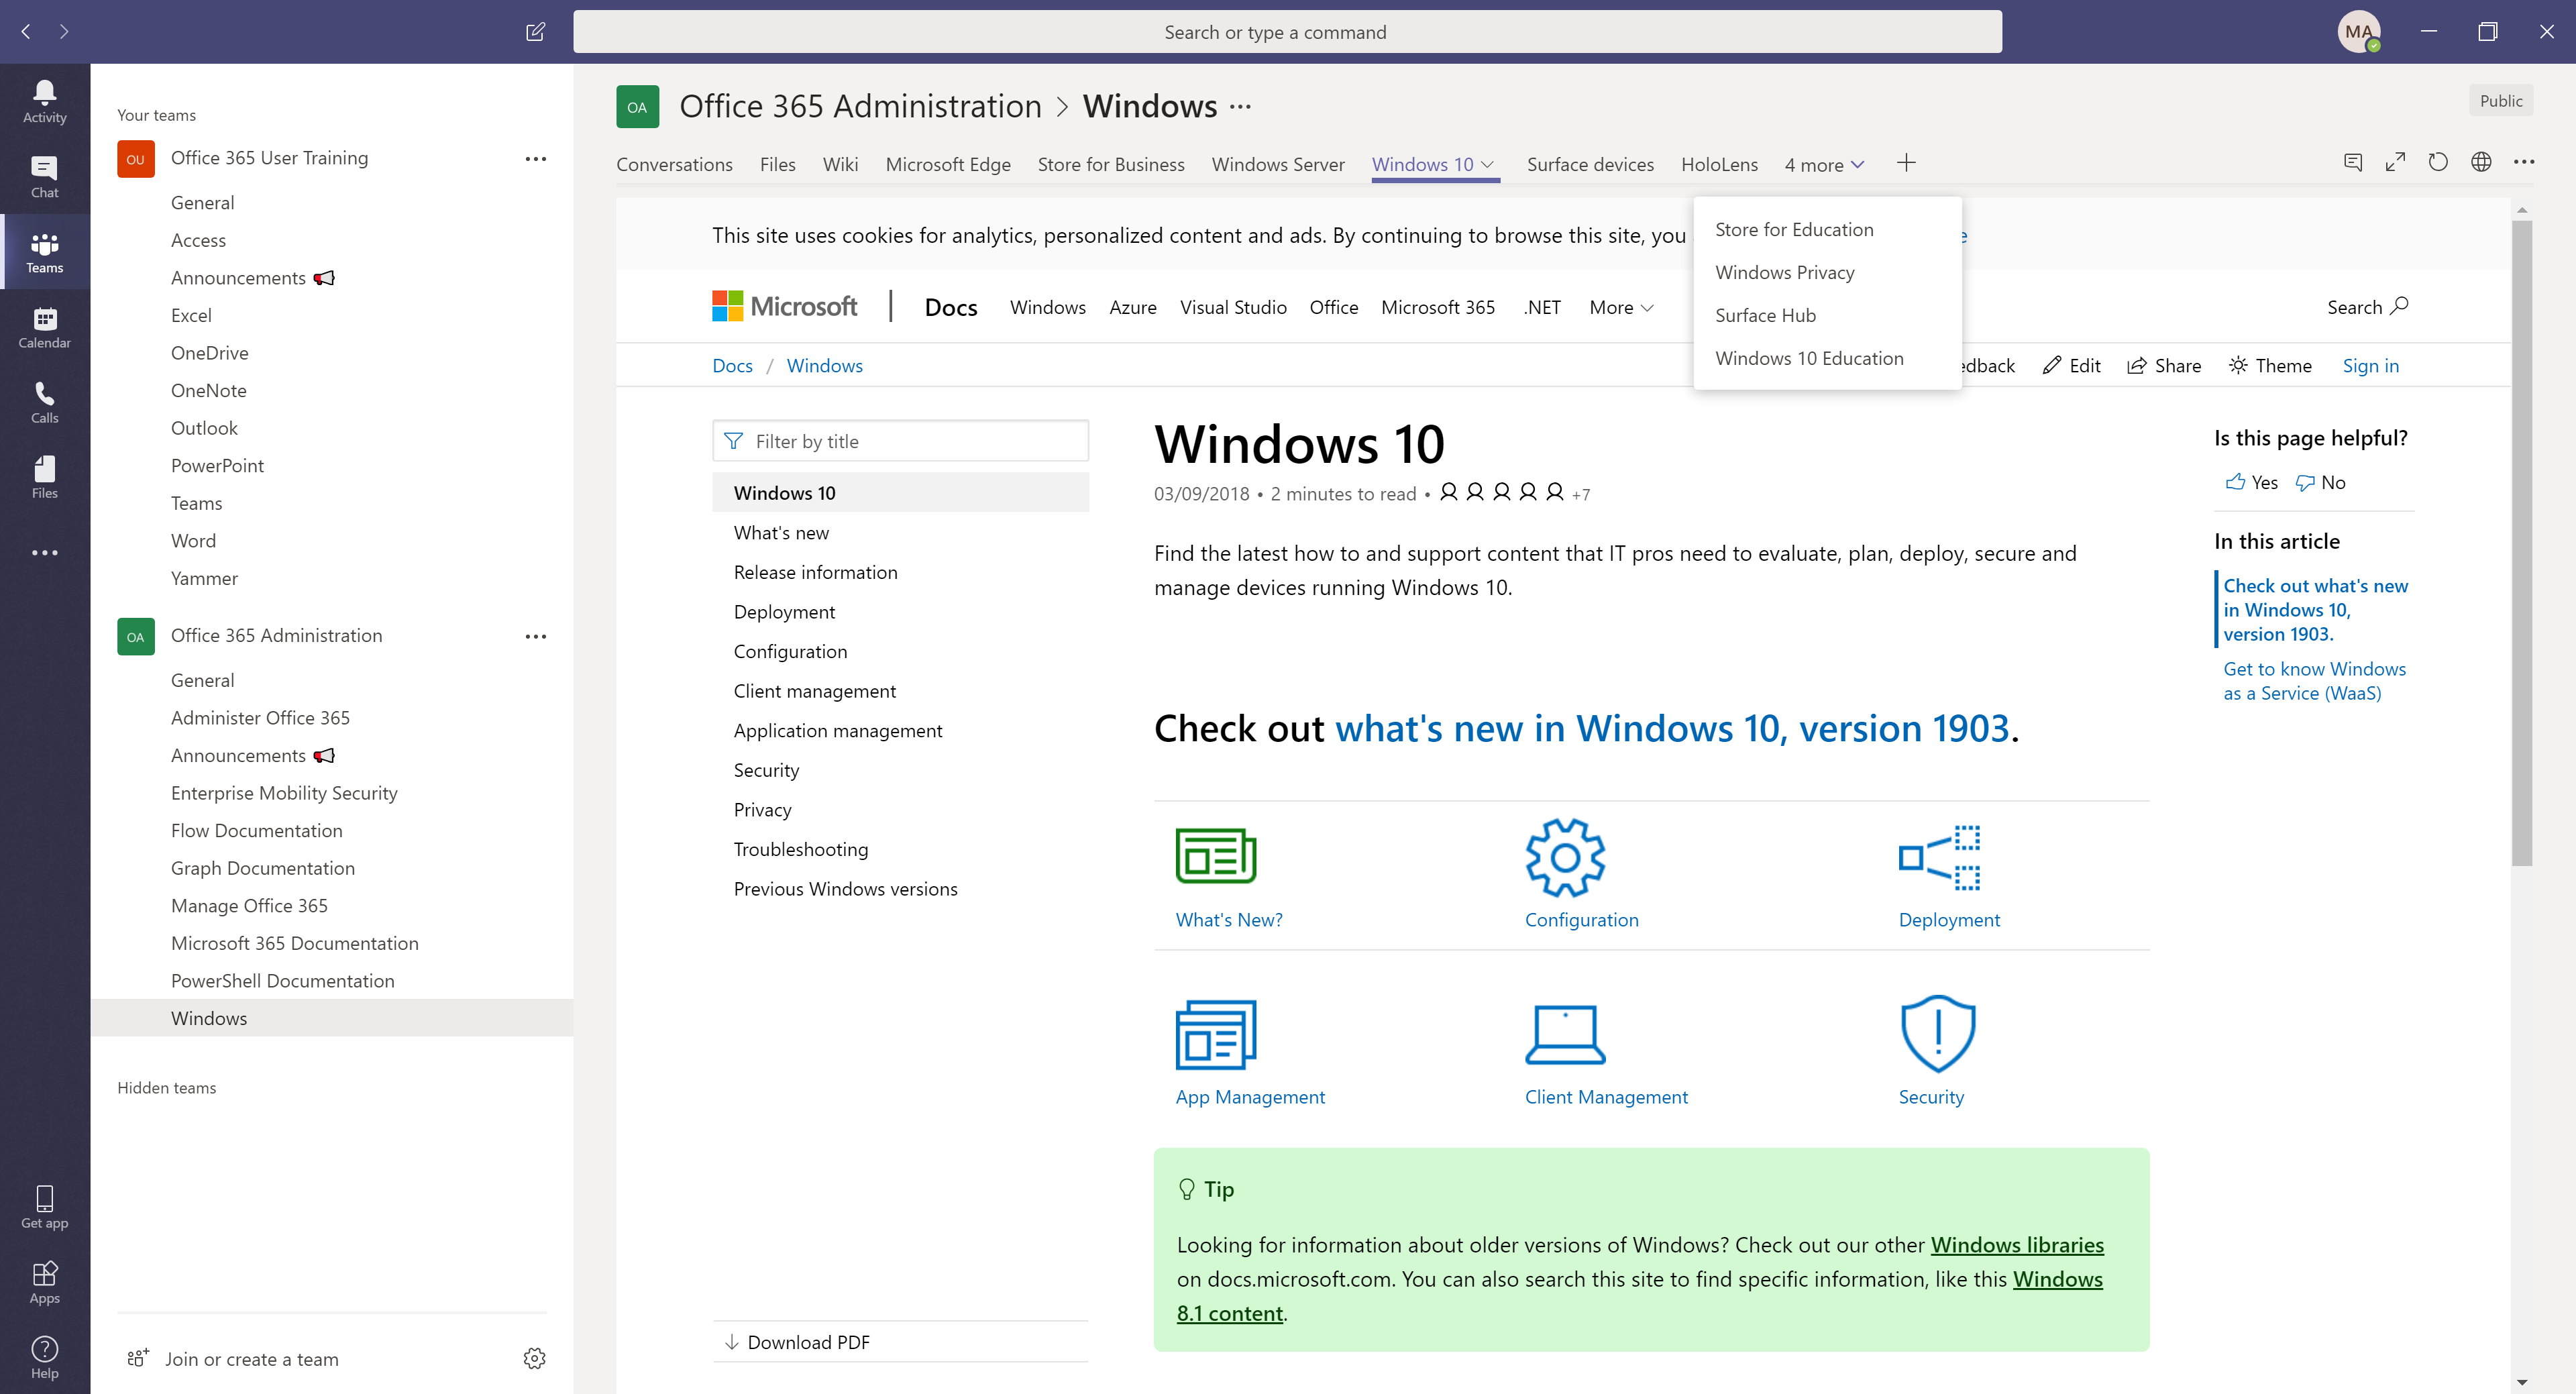 Search or type a command
MA
Activity
Chat
Teams
Calendar
Calls
Files
Get app
Apps
Help
Your teams
OU Office 365 User Training
General
Access
Announcements
Excel
OneDrive
OneNote
Outlook
PowerPoint
Teams
Word
Yammer
OA Office 365 Administration
General
Administer Office 365
Announcements
Enterprise Mobility Security
Flow Documentation
Graph Documentation
Manage Office 365
Microsoft 365 Documentation
PowerShell Documentation
Windows
Hidden teams
Join or create a team
OA Office 365 Administration > Windows ...
Public
Conversations Files Wiki Microsoft Edge Store for Business Windows Server Windows 10 Surface devices HoloLens 4 more
Store for Education
Windows Privacy
Surface Hub
Windows 10 Education
This site uses cookies for analytics, personalized content and ads. By continuing to browse this site, you
Microsoft | Docs Windows Azure Visual Studio Office Microsoft 365 .NET More Search
Docs / Windows edback Edit Share Theme Sign in
Filter by title
Windows 10
What's new
Release information
Deployment
Configuration
Client management
Application management
Security
Privacy
Troubleshooting
Previous Windows versions
Download PDF
Windows 10
03/09/2018 • 2 minutes to read • +7
Find the latest how to and support content that IT pros need to evaluate, plan, deploy, secure and
manage devices running Windows 10.
Check out what's new in Windows 10, version 1903.
What's New? Configuration Deployment
App Management Client Management Security
Tip
Looking for information about older versions of Windows? Check out our other Windows libraries
on docs.microsoft.com. You can also search this site to find specific information, like this Windows
8.1 content.
Is this page helpful?
Yes No
In this article
Check out what's new
in Windows 10,
version 1903.
Get to know Windows
as a Service (WaaS)